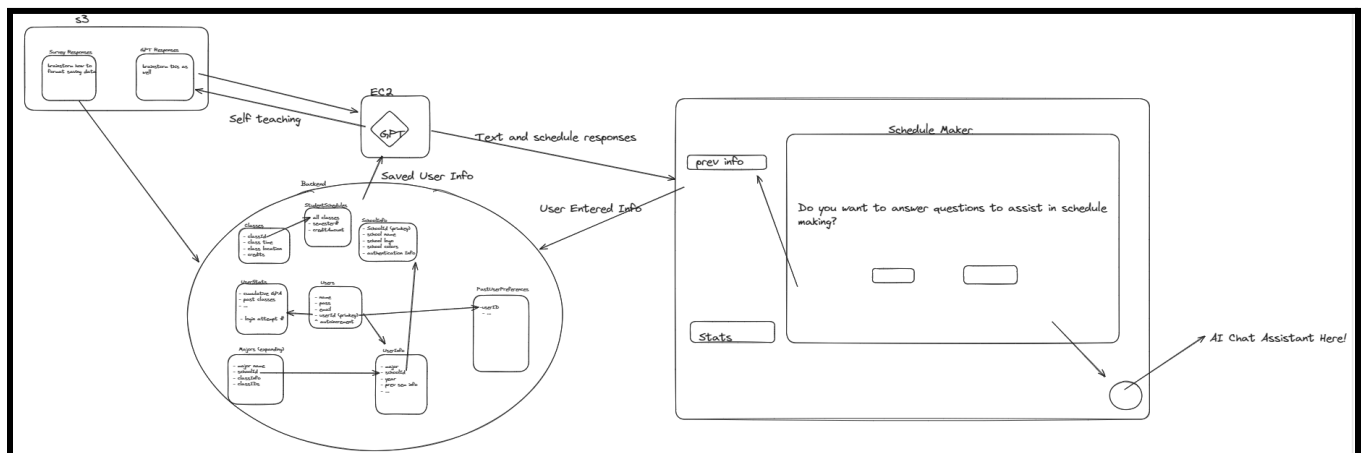 s3
Survey Responses
brainstorm how to
format saving data
GPT Responses
brainstorm this as
well
Self teaching
EC2
GPT
Text and schedule responses
Saved User Info
User Entered Info
Backend
StudentSchedules
- all classes
- semester#
- creditAmount
Classes
- classId
- class time
- class location
- credits
SchoolInfo
- SchoolId (privkey)
- school name
- school logo
- school colors
- authentication info
UserStats
- cumulative GPA
- past classes
- ...
- login attempt #
Users
- name
- pass
- email
- userId (privkey)
* autoincrement
PastUserPreferences
- userID
- ...
Majors (expanding)
- major name
- schoolId
- classInfo
UserInfo
- major
- schoolId
- year
- prev sem info
- ...
Schedule Maker
prev info
Do you want to answer questions to assist in schedule
making?
Stats
AI Chat Assistant Here!